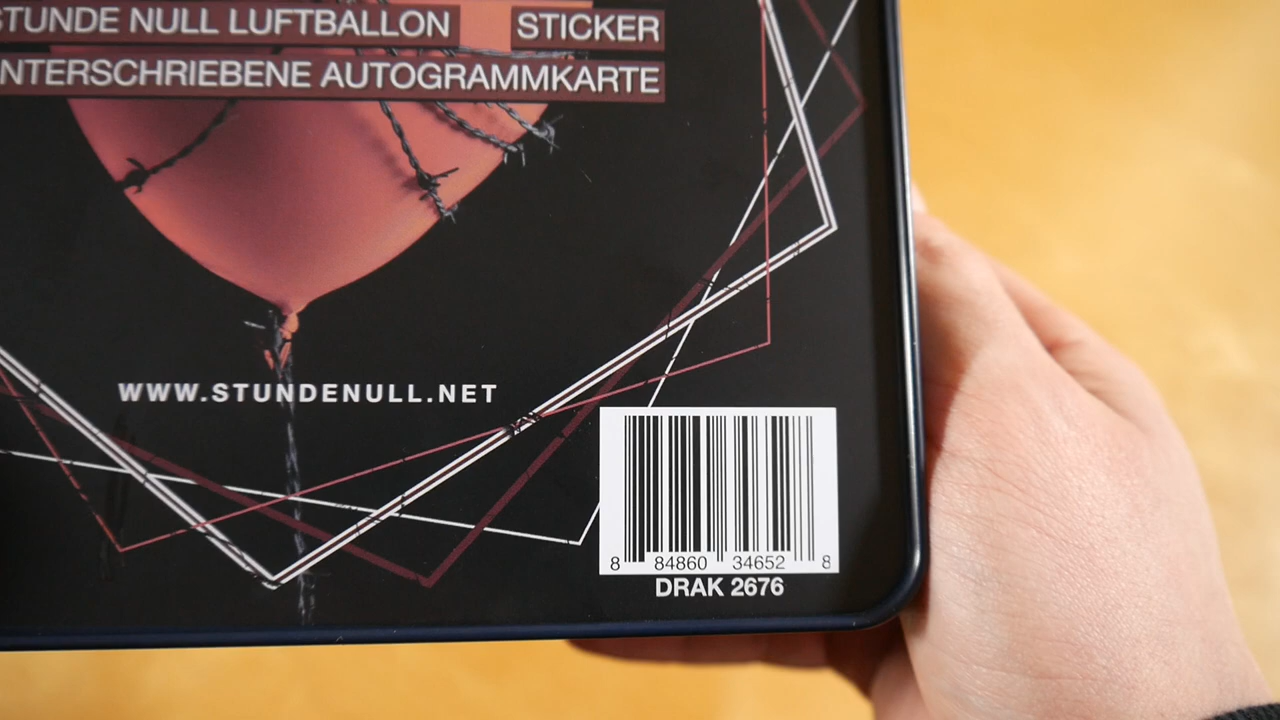 STUNDE NULL LUFTBALLON STICKER
NTERSCHRIEBENE AUTOGRAMMKARTE
WWW.STUNDENULL.NET
8 84860 34652 8
DRAK 2676